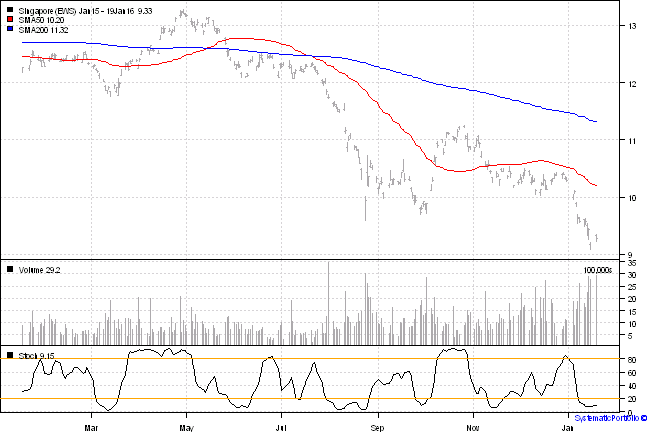 Singapore (EWS) Jan15 - 19Jan16 9.33
SMA50 10.20
SMA200 11.32
13
12
11
10
9
Volume 29.2
100,000s
35
30
25
20
15
10
5
Stoch 9.15
80
60
40
20
0
Mar May Jul Sep Nov Jan
SystematicPortfolio ©